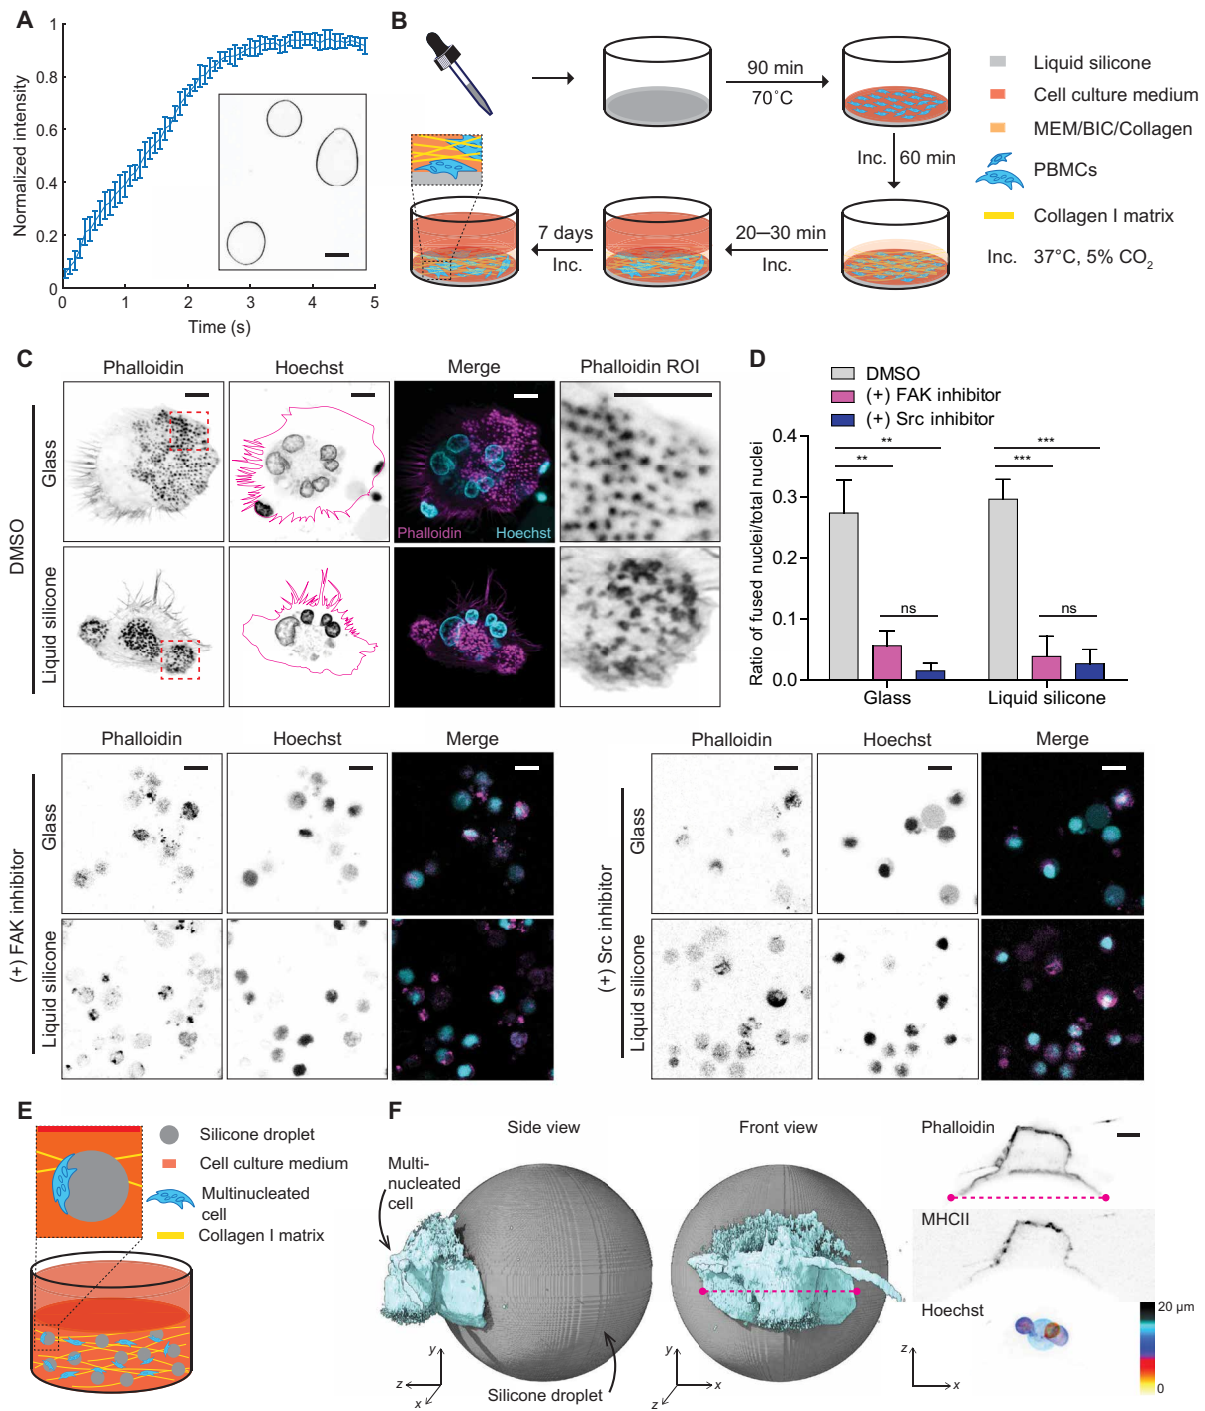 A
Normalized intensity
1
0.8
0.6
0.4
0.2
0
0 1 2 3 4 5
Time (s)
B
90 min
70˚C
Inc. 60 min
20—30 min
Inc.
7 days
Inc.
Liquid silicone
Cell culture medium
MEM/BIC/Collagen
PBMCs
Collagen I matrix
Inc. 37°C, 5% CO2
C
Phalloidin Hoechst Merge Phalloidin ROI
DMSO
Glass
Phalloidin Hoechst
Liquid silicone
D
DMSO
(+) FAK inhibitor
(+) Src inhibitor
Ratio of fused nuclei/total nuclei
0.4
0.3
0.2
0.1
0.0
**
**
ns
***
***
ns
Glass Liquid silicone
Phalloidin Hoechst Merge
(+) FAK inhibitor
Glass
Liquid silicone
Phalloidin Hoechst Merge
(+) Src inhibitor
Glass
Liquid silicone
E
Silicone droplet
Cell culture medium
Multinucleated
cell
Collagen I matrix
F
Side view
Front view
Multi-
nucleated
cell
Silicone droplet
y
z
x
y
x
z
Phalloidin
MHCII
Hoechst
20 µm
0
z
x